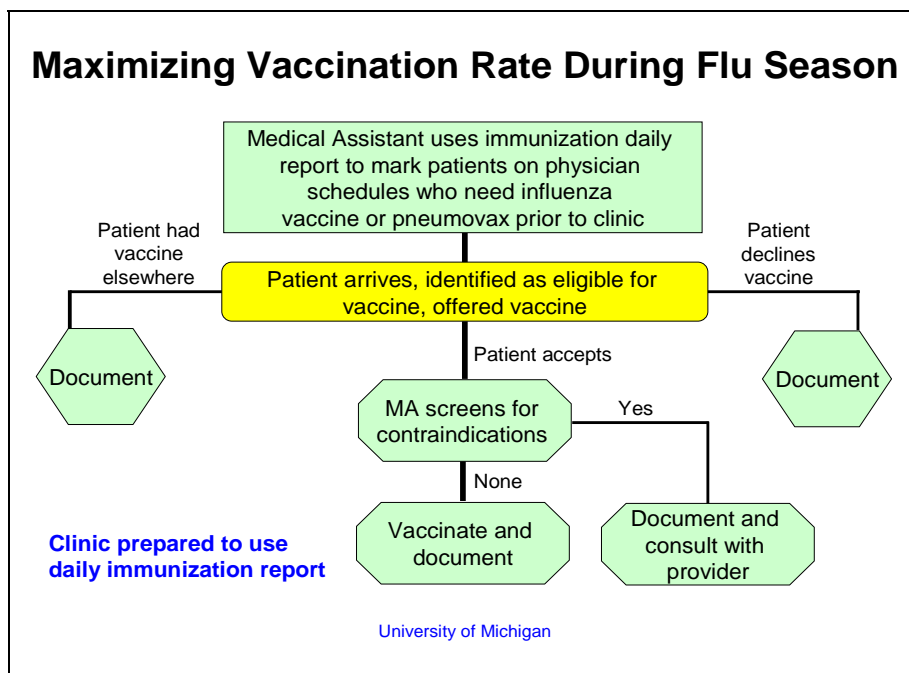 Maximizing Vaccination Rate During Flu Season
Medical Assistant uses immunization daily
report to mark patients on physician
schedules who need influenza
vaccine or pneumovax prior to clinic
Patient had
vaccine
elsewhere
Patient
declines
vaccine
Patient arrives, identified as eligible for
vaccine, offered vaccine
Patient accepts
Document
Document
MA screens for
contraindications
Yes
None
Vaccinate and
document
Document and
consult with
provider
Clinic prepared to use
daily immunization report
University of Michigan